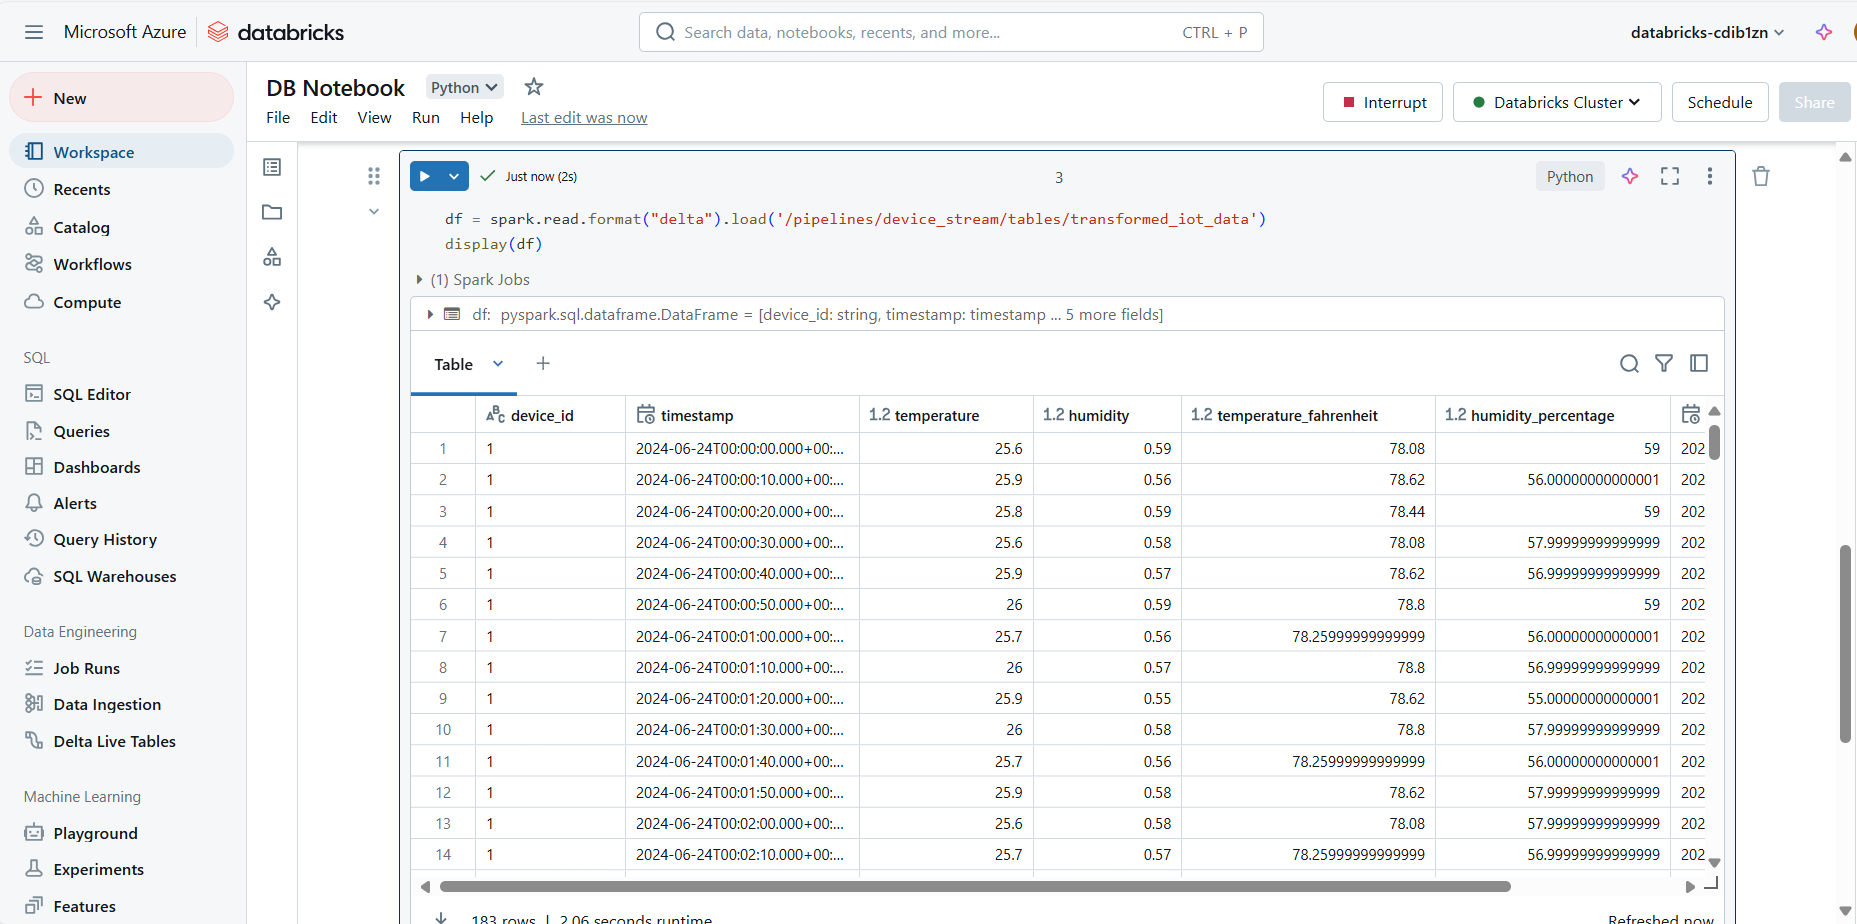 Microsoft Azure databricks Search data, notebooks, recents, and more... CTRL + P databricks-cdib1zn
New
Workspace
Recents
Catalog
Workflows
Compute
SQL
SQL Editor
Queries
Dashboards
Alerts
Query History
SQL Warehouses
Data Engineering
Job Runs
Data Ingestion
Delta Live Tables
Machine Learning
Playground
Experiments
Features
DB Notebook Python
File Edit View Run Help Last edit was now
Interrupt Databricks Cluster Schedule Share
Just now (2s) 3 Python
df = spark.read.format("delta").load('/pipelines/device_stream/tables/transformed_iot_data')
display(df)
(1) Spark Jobs
df: pyspark.sql.dataframe.DataFrame = [device_id: string, timestamp: timestamp ... 5 more fields]
Table
ABC device_id timestamp 1.2 temperature 1.2 humidity 1.2 temperature_fahrenheit 1.2 humidity_percentage
1 1 2024-06-24T00:00:00.000+00:... 25.6 0.59 78.08 59 202
2 1 2024-06-24T00:00:10.000+00:... 25.9 0.56 78.62 56.00000000000001 202
3 1 2024-06-24T00:00:20.000+00:... 25.8 0.59 78.44 59 202
4 1 2024-06-24T00:00:30.000+00:... 25.6 0.58 78.08 57.99999999999999 202
5 1 2024-06-24T00:00:40.000+00:... 25.9 0.57 78.62 56.99999999999999 202
6 1 2024-06-24T00:00:50.000+00:... 26 0.59 78.8 59 202
7 1 2024-06-24T00:01:00.000+00:... 25.7 0.56 78.25999999999999 56.00000000000001 202
8 1 2024-06-24T00:01:10.000+00:... 26 0.57 78.8 56.99999999999999 202
9 1 2024-06-24T00:01:20.000+00:... 25.9 0.55 78.62 55.00000000000001 202
10 1 2024-06-24T00:01:30.000+00:... 26 0.58 78.8 57.99999999999999 202
11 1 2024-06-24T00:01:40.000+00:... 25.7 0.56 78.25999999999999 56.00000000000001 202
12 1 2024-06-24T00:01:50.000+00:... 25.9 0.58 78.62 57.99999999999999 202
13 1 2024-06-24T00:02:00.000+00:... 25.6 0.58 78.08 57.99999999999999 202
14 1 2024-06-24T00:02:10.000+00:... 25.7 0.57 78.25999999999999 56.99999999999999 202
183 rows | 2.06 seconds runtime Refreshed now